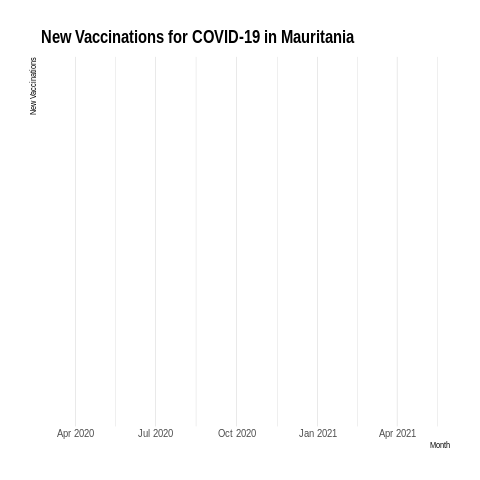 New Vaccinations for COVID-19 in Mauritania
New Vaccinations
Apr 2020 Jul 2020 Oct 2020 Jan 2021 Apr 2021
Month